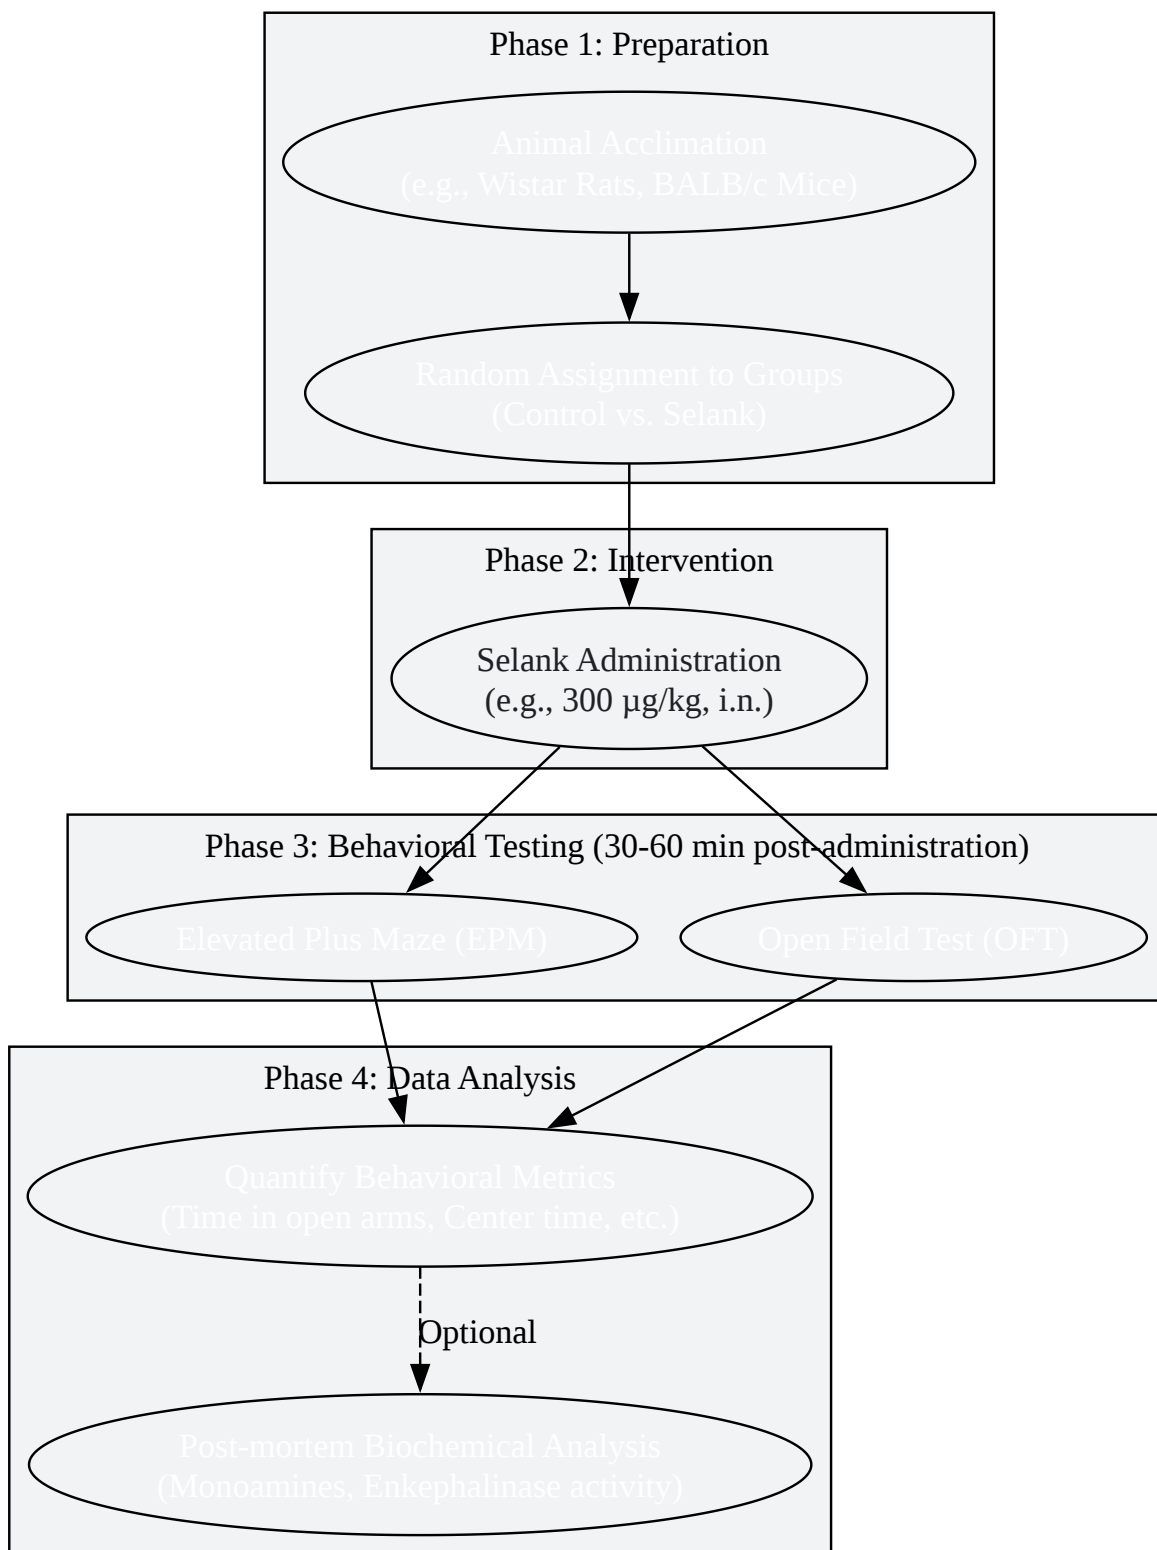 Phase 1: Preparation
Animal Acclimation
(e.g., Wistar Rats, BALB/c Mice)
Random Assignment to Groups
(Control vs. Selank)
Phase 2: Intervention
Selank Administration
(e.g., 300 µg/kg, i.n.)
Phase 3: Behavioral Testing (30-60 min post-administration)
Elevated Plus Maze (EPM)
Open Field Test (OFT)
Phase 4: Data Analysis
Quantify Behavioral Metrics
(Time in open arms, Center time, etc.)
Optional
Post-mortem Biochemical Analysis
(Monoamines, Enkephalinase activity)